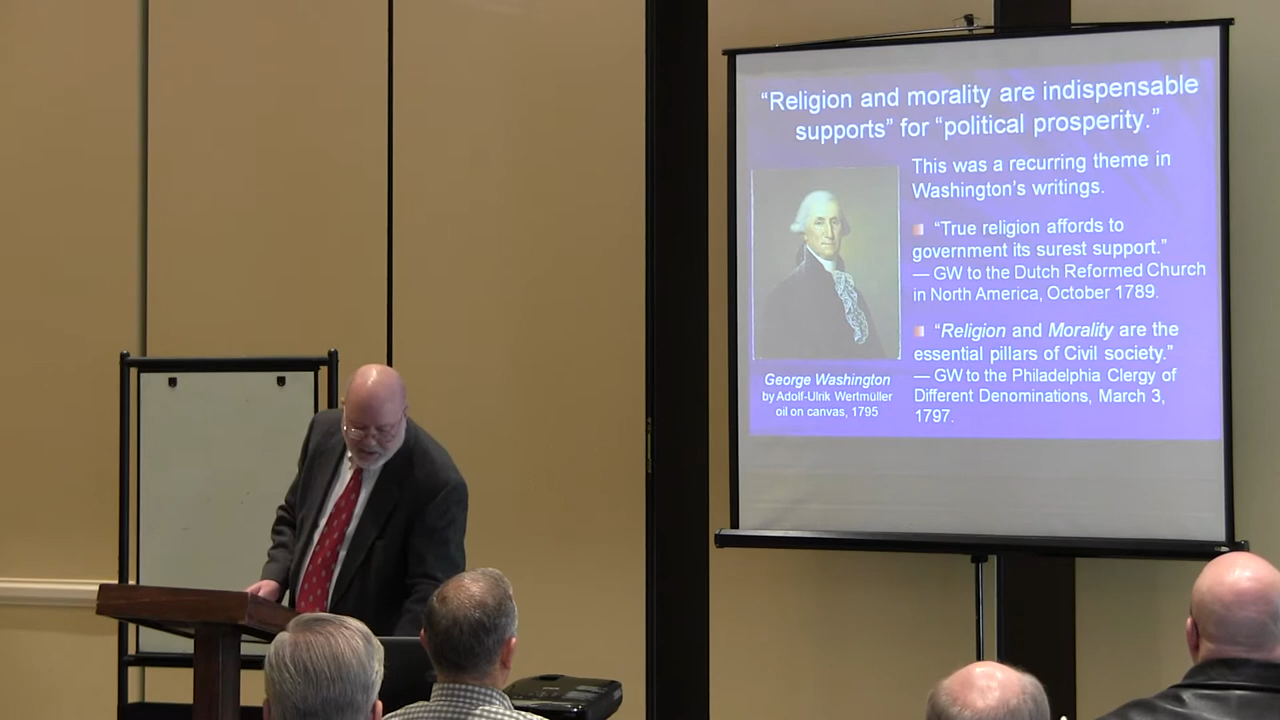 “Religion and morality are indispensable
supports” for “political prosperity.”
This was a recurring theme in
Washington’s writings.
“True religion affords to
government its surest support.”
— GW to the Dutch Reformed Church
in North America, October 1789.
“Religion and Morality are the
essential pillars of Civil society.”
— GW to the Philadelphia Clergy of
Different Denominations, March 3,
1797.
George Washington
by Adolf-Ulrik Wertmüller
oil on canvas, 1795